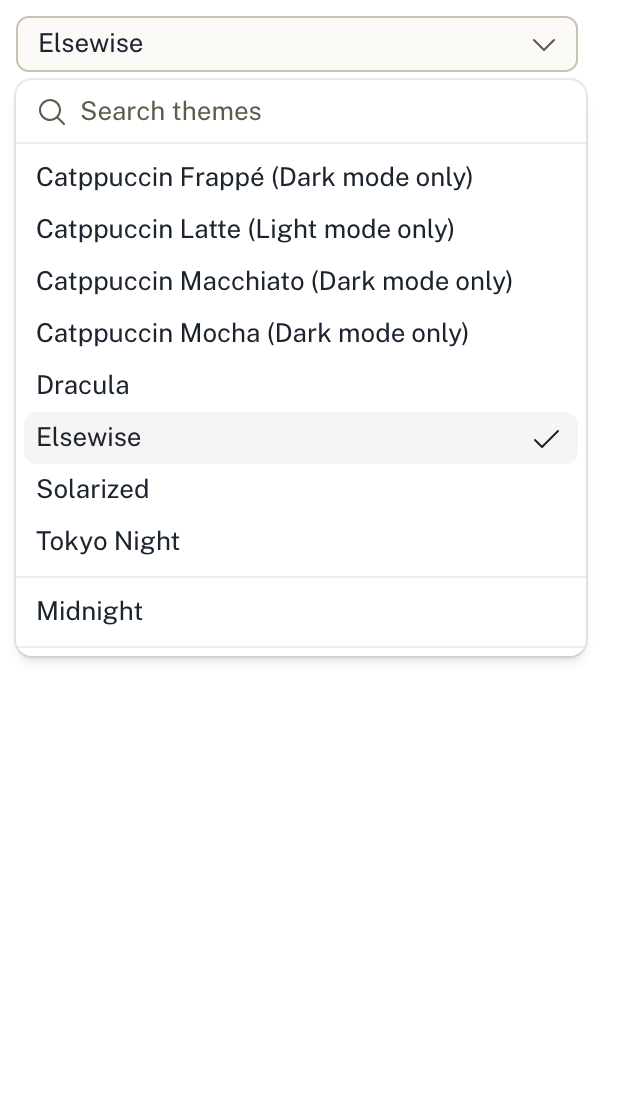 Elsewise
Search themes
Catppuccin Frappé (Dark mode only)
Catppuccin Latte (Light mode only)
Catppuccin Macchiato (Dark mode only)
Catppuccin Mocha (Dark mode only)
Dracula
Elsewise
Solarized
Tokyo Night
Midnight